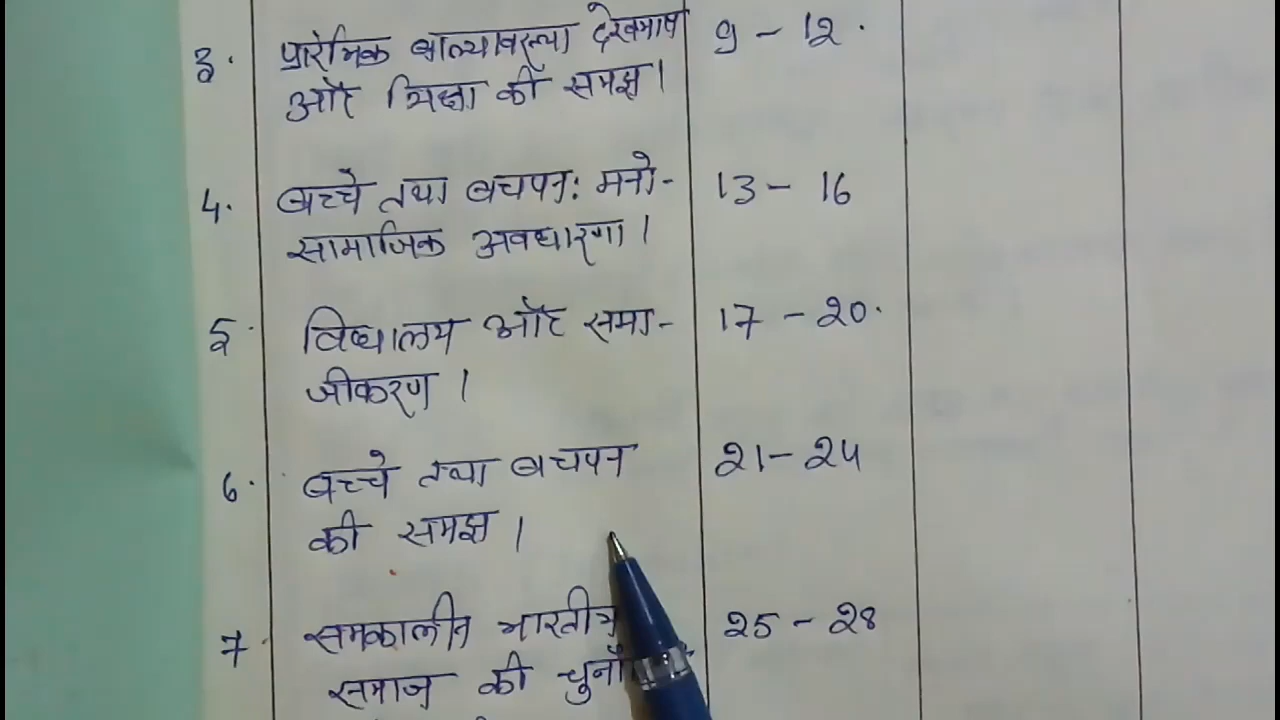 3. प्रारंभिक बाल्यावस्था देखभाल 9 - 12.
और शिक्षा की समझ।
4. बच्चे तथा बचपन: मनो- 13 - 16
सामाजिक अवधारणा।
5. विद्यालय और समा- 17 - 20.
जीकरण।
6. बच्चे तथा बचपन 21 - 24
की समझ।
7. समकालीन भारतीय 25 - 28
समाज की